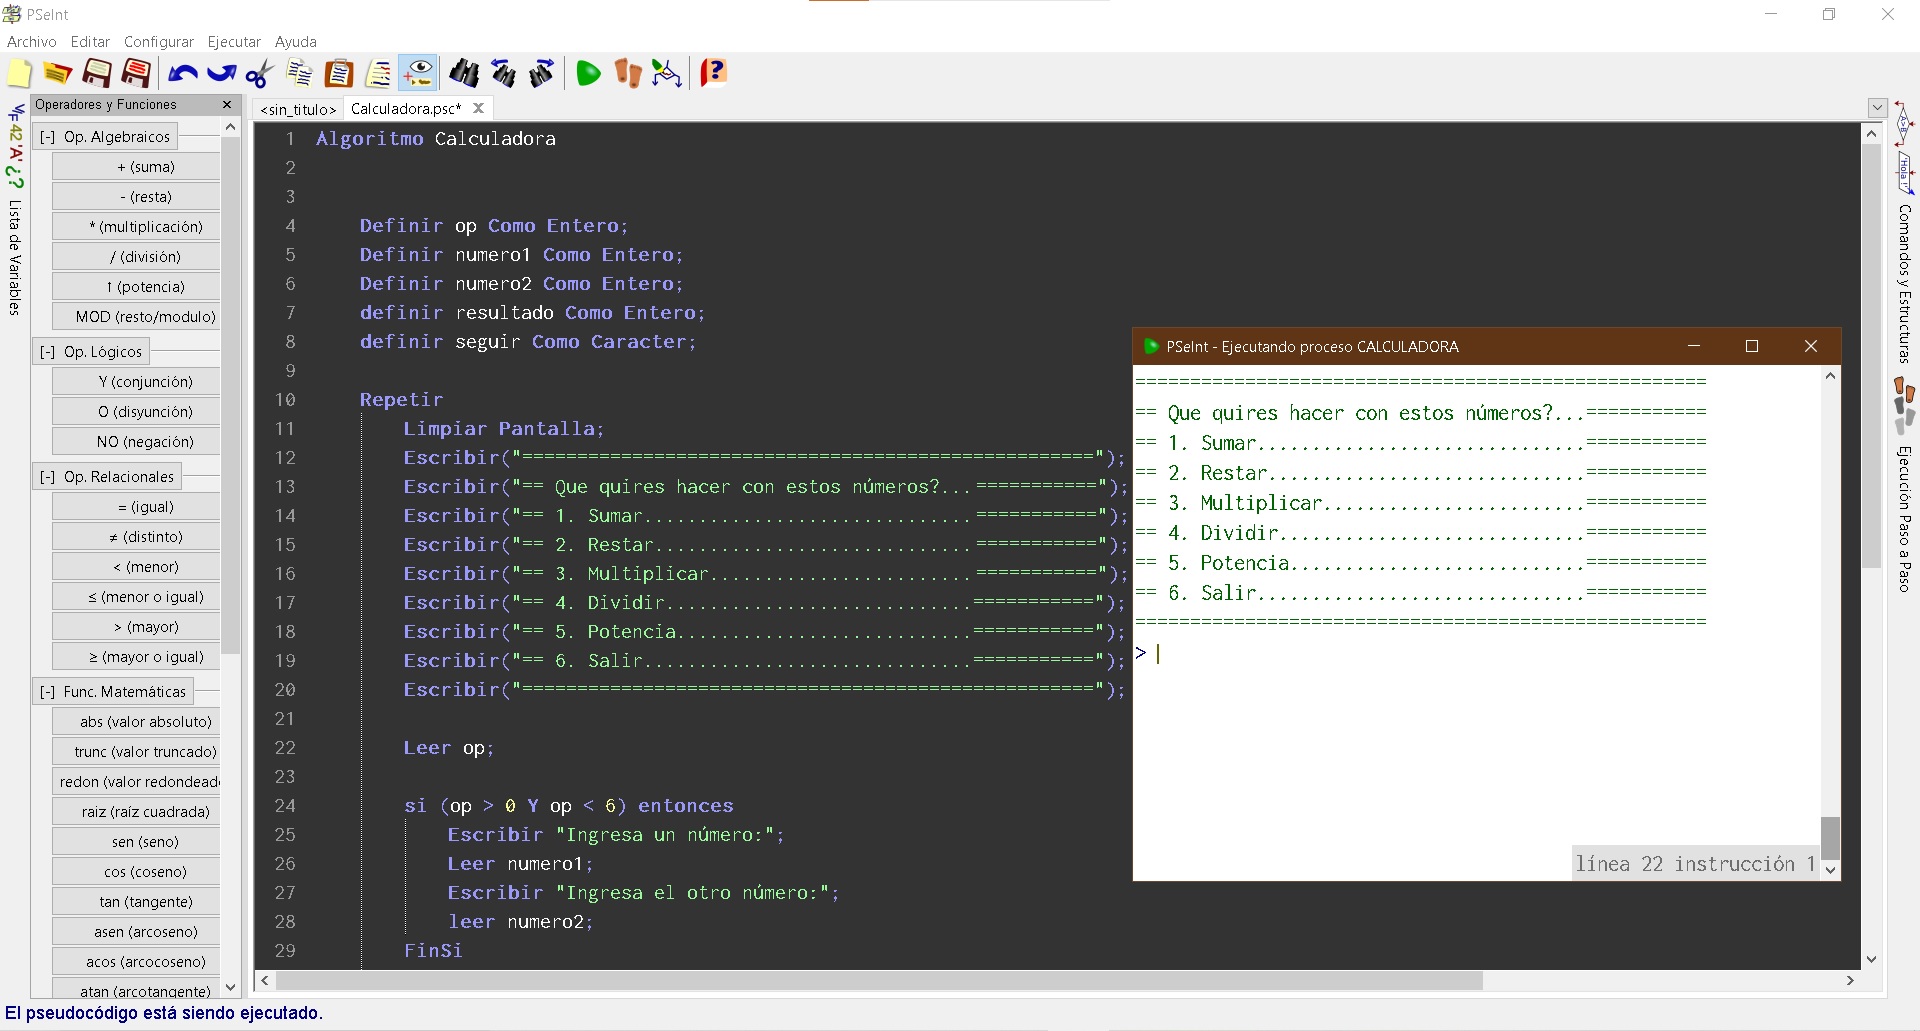 PSeInt
Archivo Editar Configurar Ejecutar Ayuda
Operadores y Funciones
[-] Op. Algebraicos
+ (suma)
- (resta)
* (multiplicación)
/ (división)
↑ (potencia)
MOD (resto/modulo)
[-] Op. Lógicos
Y (conjunción)
O (disyunción)
NO (negación)
[-] Op. Relacionales
= (igual)
≠ (distinto)
< (menor)
≤ (menor o igual)
> (mayor)
≥ (mayor o igual)
[-] Func. Matemáticas
abs (valor absoluto)
trunc (valor truncado)
redon (valor redondead
raiz (raíz cuadrada)
sen (seno)
cos (coseno)
tan (tangente)
asen (arcoseno)
acos (arcocoseno)
atan (arcotangente)
VF 42 'A' ¿? Lista de Variables
<sin_titulo> Calculadora.psc*
1 Algoritmo Calculadora
2
3
4 Definir op Como Entero;
5 Definir numero1 Como Entero;
6 Definir numero2 Como Entero;
7 definir resultado Como Entero;
8 definir seguir Como Caracter;
9
10 Repetir
11 Limpiar Pantalla;
12 Escribir("====================================================");
13 Escribir("== Que quires hacer con estos números?...===========");
14 Escribir("== 1. Sumar..............................===========");
15 Escribir("== 2. Restar.............................===========");
16 Escribir("== 3. Multiplicar........................===========");
17 Escribir("== 4. Dividir............................===========");
18 Escribir("== 5. Potencia...........................===========");
19 Escribir("== 6. Salir..............................===========");
20 Escribir("====================================================");
21
22 Leer op;
23
24 si (op > 0 Y op < 6) entonces
25 Escribir "Ingresa un número:";
26 Leer numero1;
27 Escribir "Ingresa el otro número:";
28 leer numero2;
29 FinSi
PSeInt - Ejecutando proceso CALCULADORA
====================================================
== Que quires hacer con estos números?...===========
== 1. Sumar..............................===========
== 2. Restar.............................===========
== 3. Multiplicar........................===========
== 4. Dividir............................===========
== 5. Potencia...........................===========
== 6. Salir..............................===========
====================================================
>
línea 22 instrucción 1
A>B
"Hola !"
Comandos y Estructuras
Ejecución Paso a Paso
El pseudocódigo está siendo ejecutado.